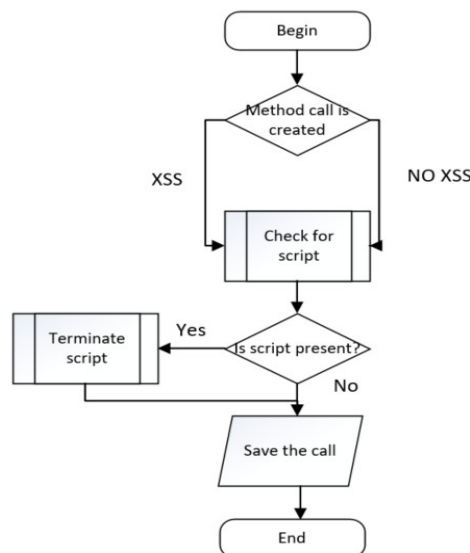 Begin
Method call is
created
XSS
NO XSS
Check for
script
Terminate
script
Yes
Is script present?
No
Save the call
End